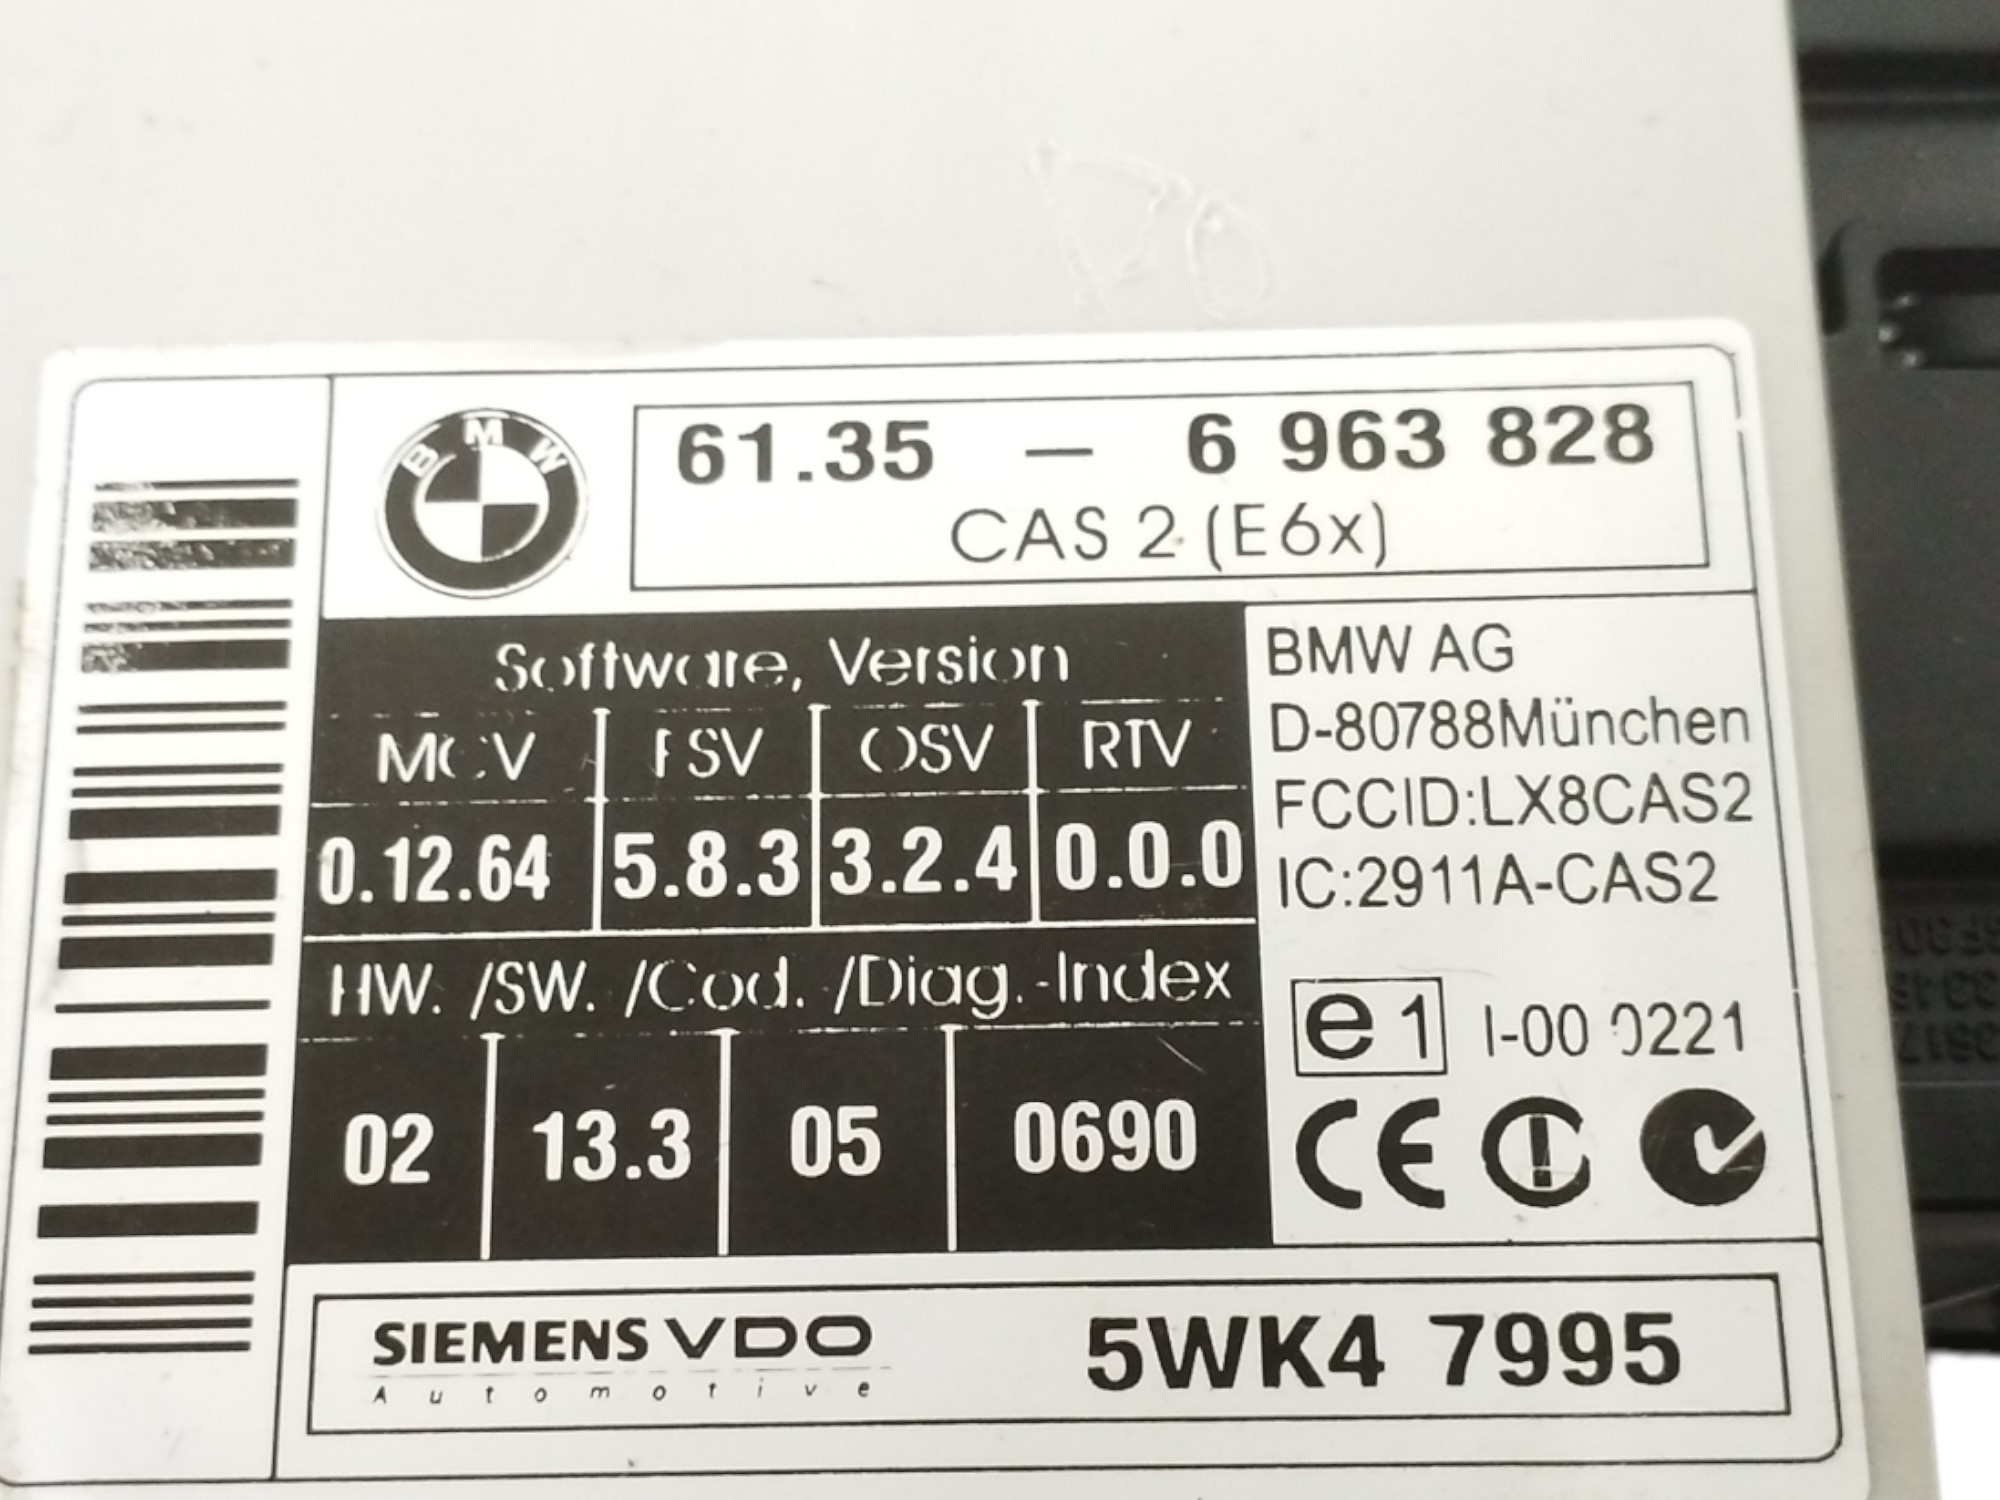 BMW
61.35 – 6 963 828
CAS 2 (E6x)
Software, Version
MCV FSV OSV RTV
0.12.64 5.8.3 3.2.4 0.0.0
HW. /SW. /Cod. /Diag.-Index
02 13.3 05 0690
BMW AG
D-80788München
FCCID:LX8CAS2
IC:2911A-CAS2
e1 I-00 0221
CE
SIEMENS VDO
Automotive
5WK4 7995